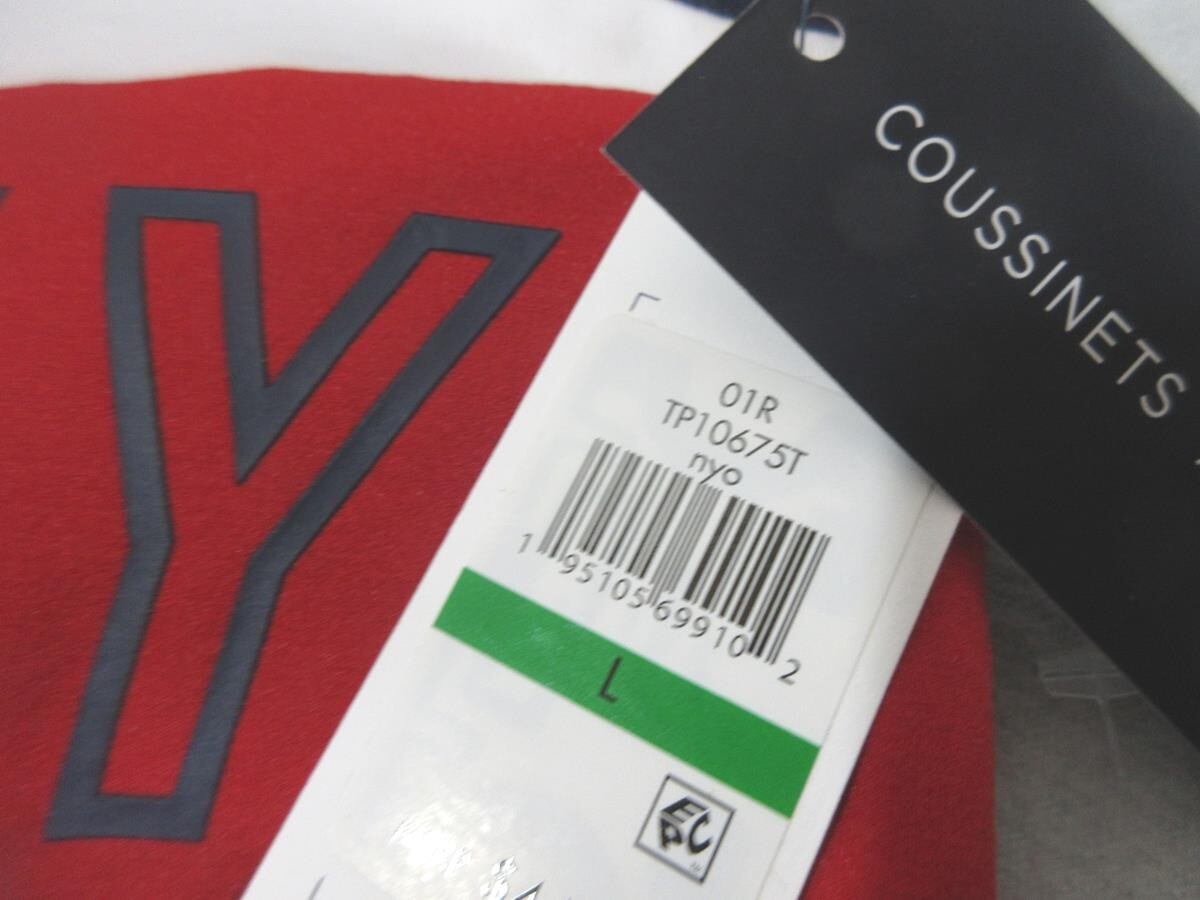 Y
COUSSINETS
01R
TP10675T
nyo
1 95105 69910 2
L
EPC